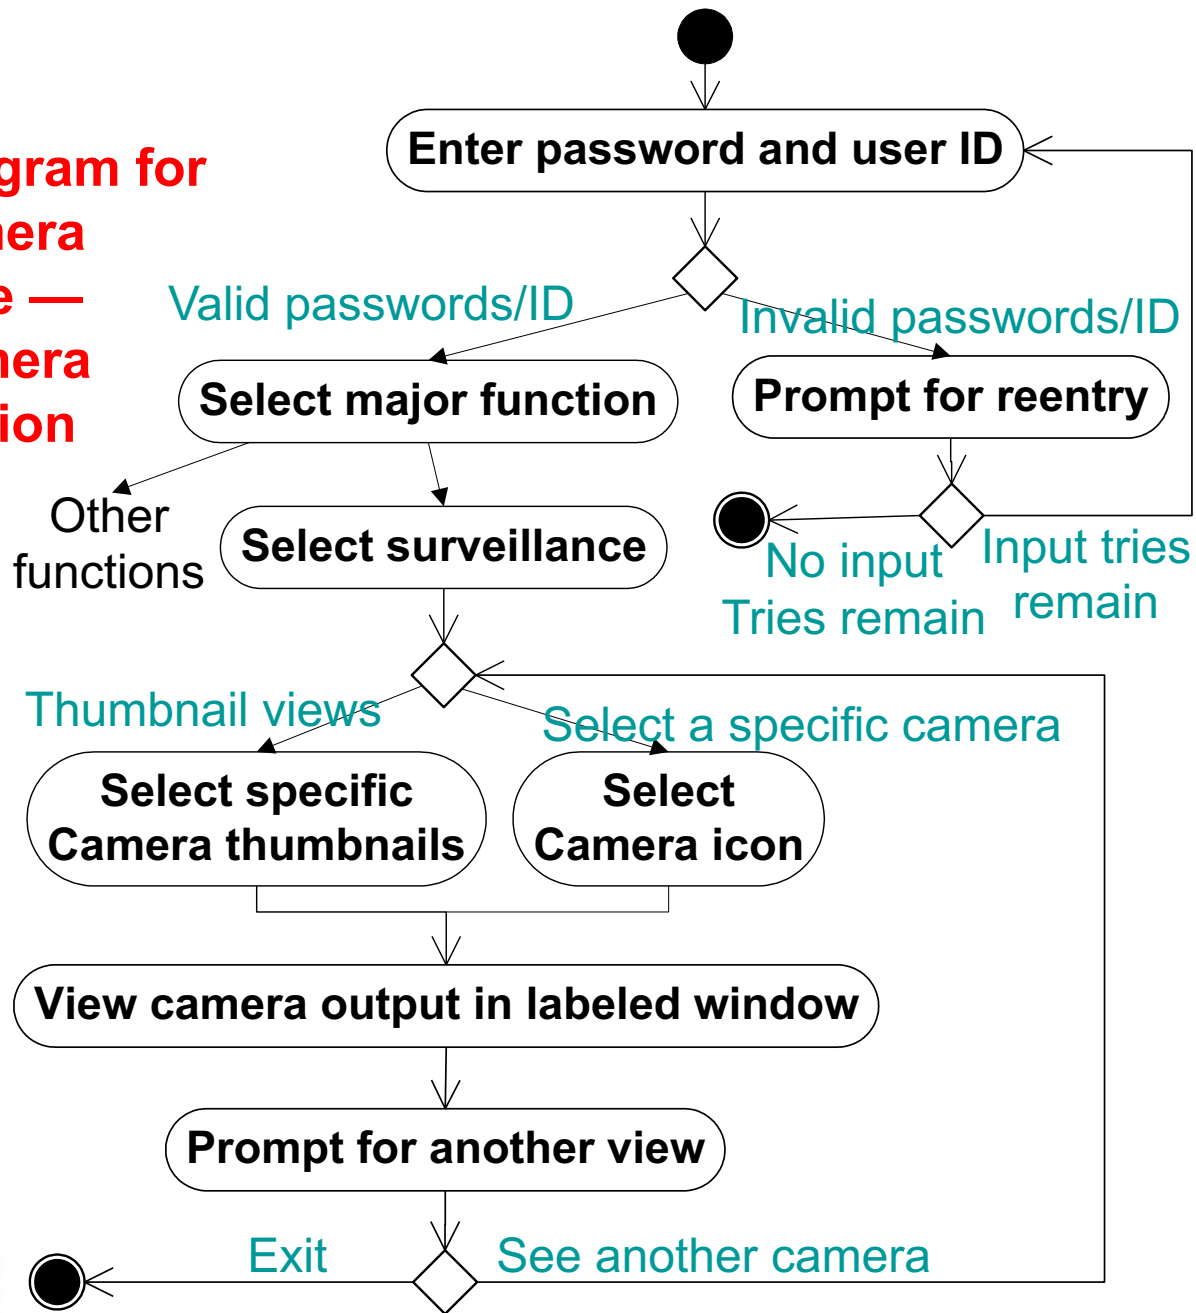 Enter password and user ID
gram for
era
e —
era
ion
Valid passwords/ID
Invalid passwords/ID
Select major function
Prompt for reentry
Other
functions
Select surveillance
No input
Tries remain
Input tries
remain
Thumbnail views
Select a specific camera
Select specific
Camera thumbnails
Select
Camera icon
View camera output in labeled window
Prompt for another view
Exit
See another camera